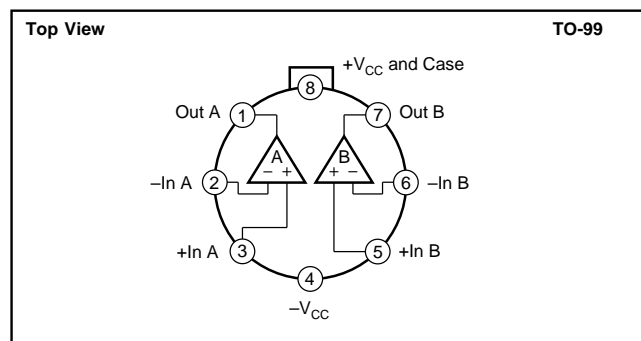 Top View
TO-99
+VCC and Case
8
Out A
1
7
Out B
A
B
– +
+ –
–In A
2
6
–In B
+In A
3
5
+In B
4
–VCC